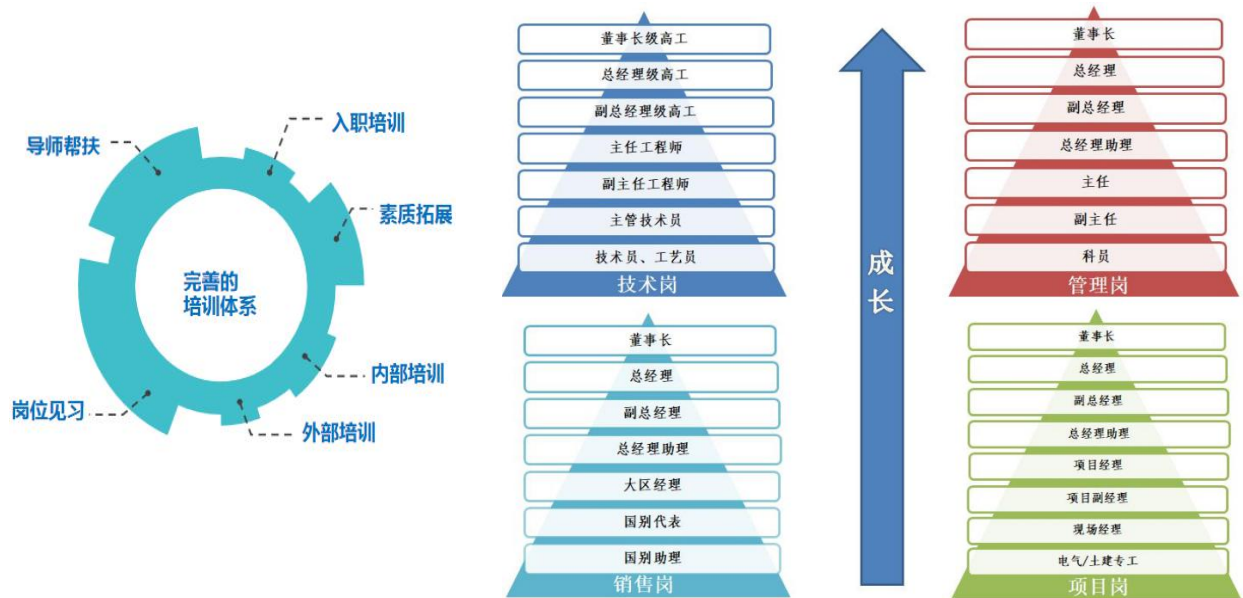 导师帮扶
入职培训
素质拓展
完善的
培训体系
内部培训
岗位见习
外部培训
董事长级高工
总经理级高工
副总经理级高工
主任工程师
副主任工程师
主管技术员
技术员、工艺员
技术岗
董事长
总经理
副总经理
总经理助理
大区经理
国别代表
国别助理
销售岗
成
长
董事长
总经理
副总经理
总经理助理
主任
副主任
科员
管理岗
董事长
总经理
副总经理
总经理助理
项目经理
项目副经理
现场经理
电气/土建专工
项目岗